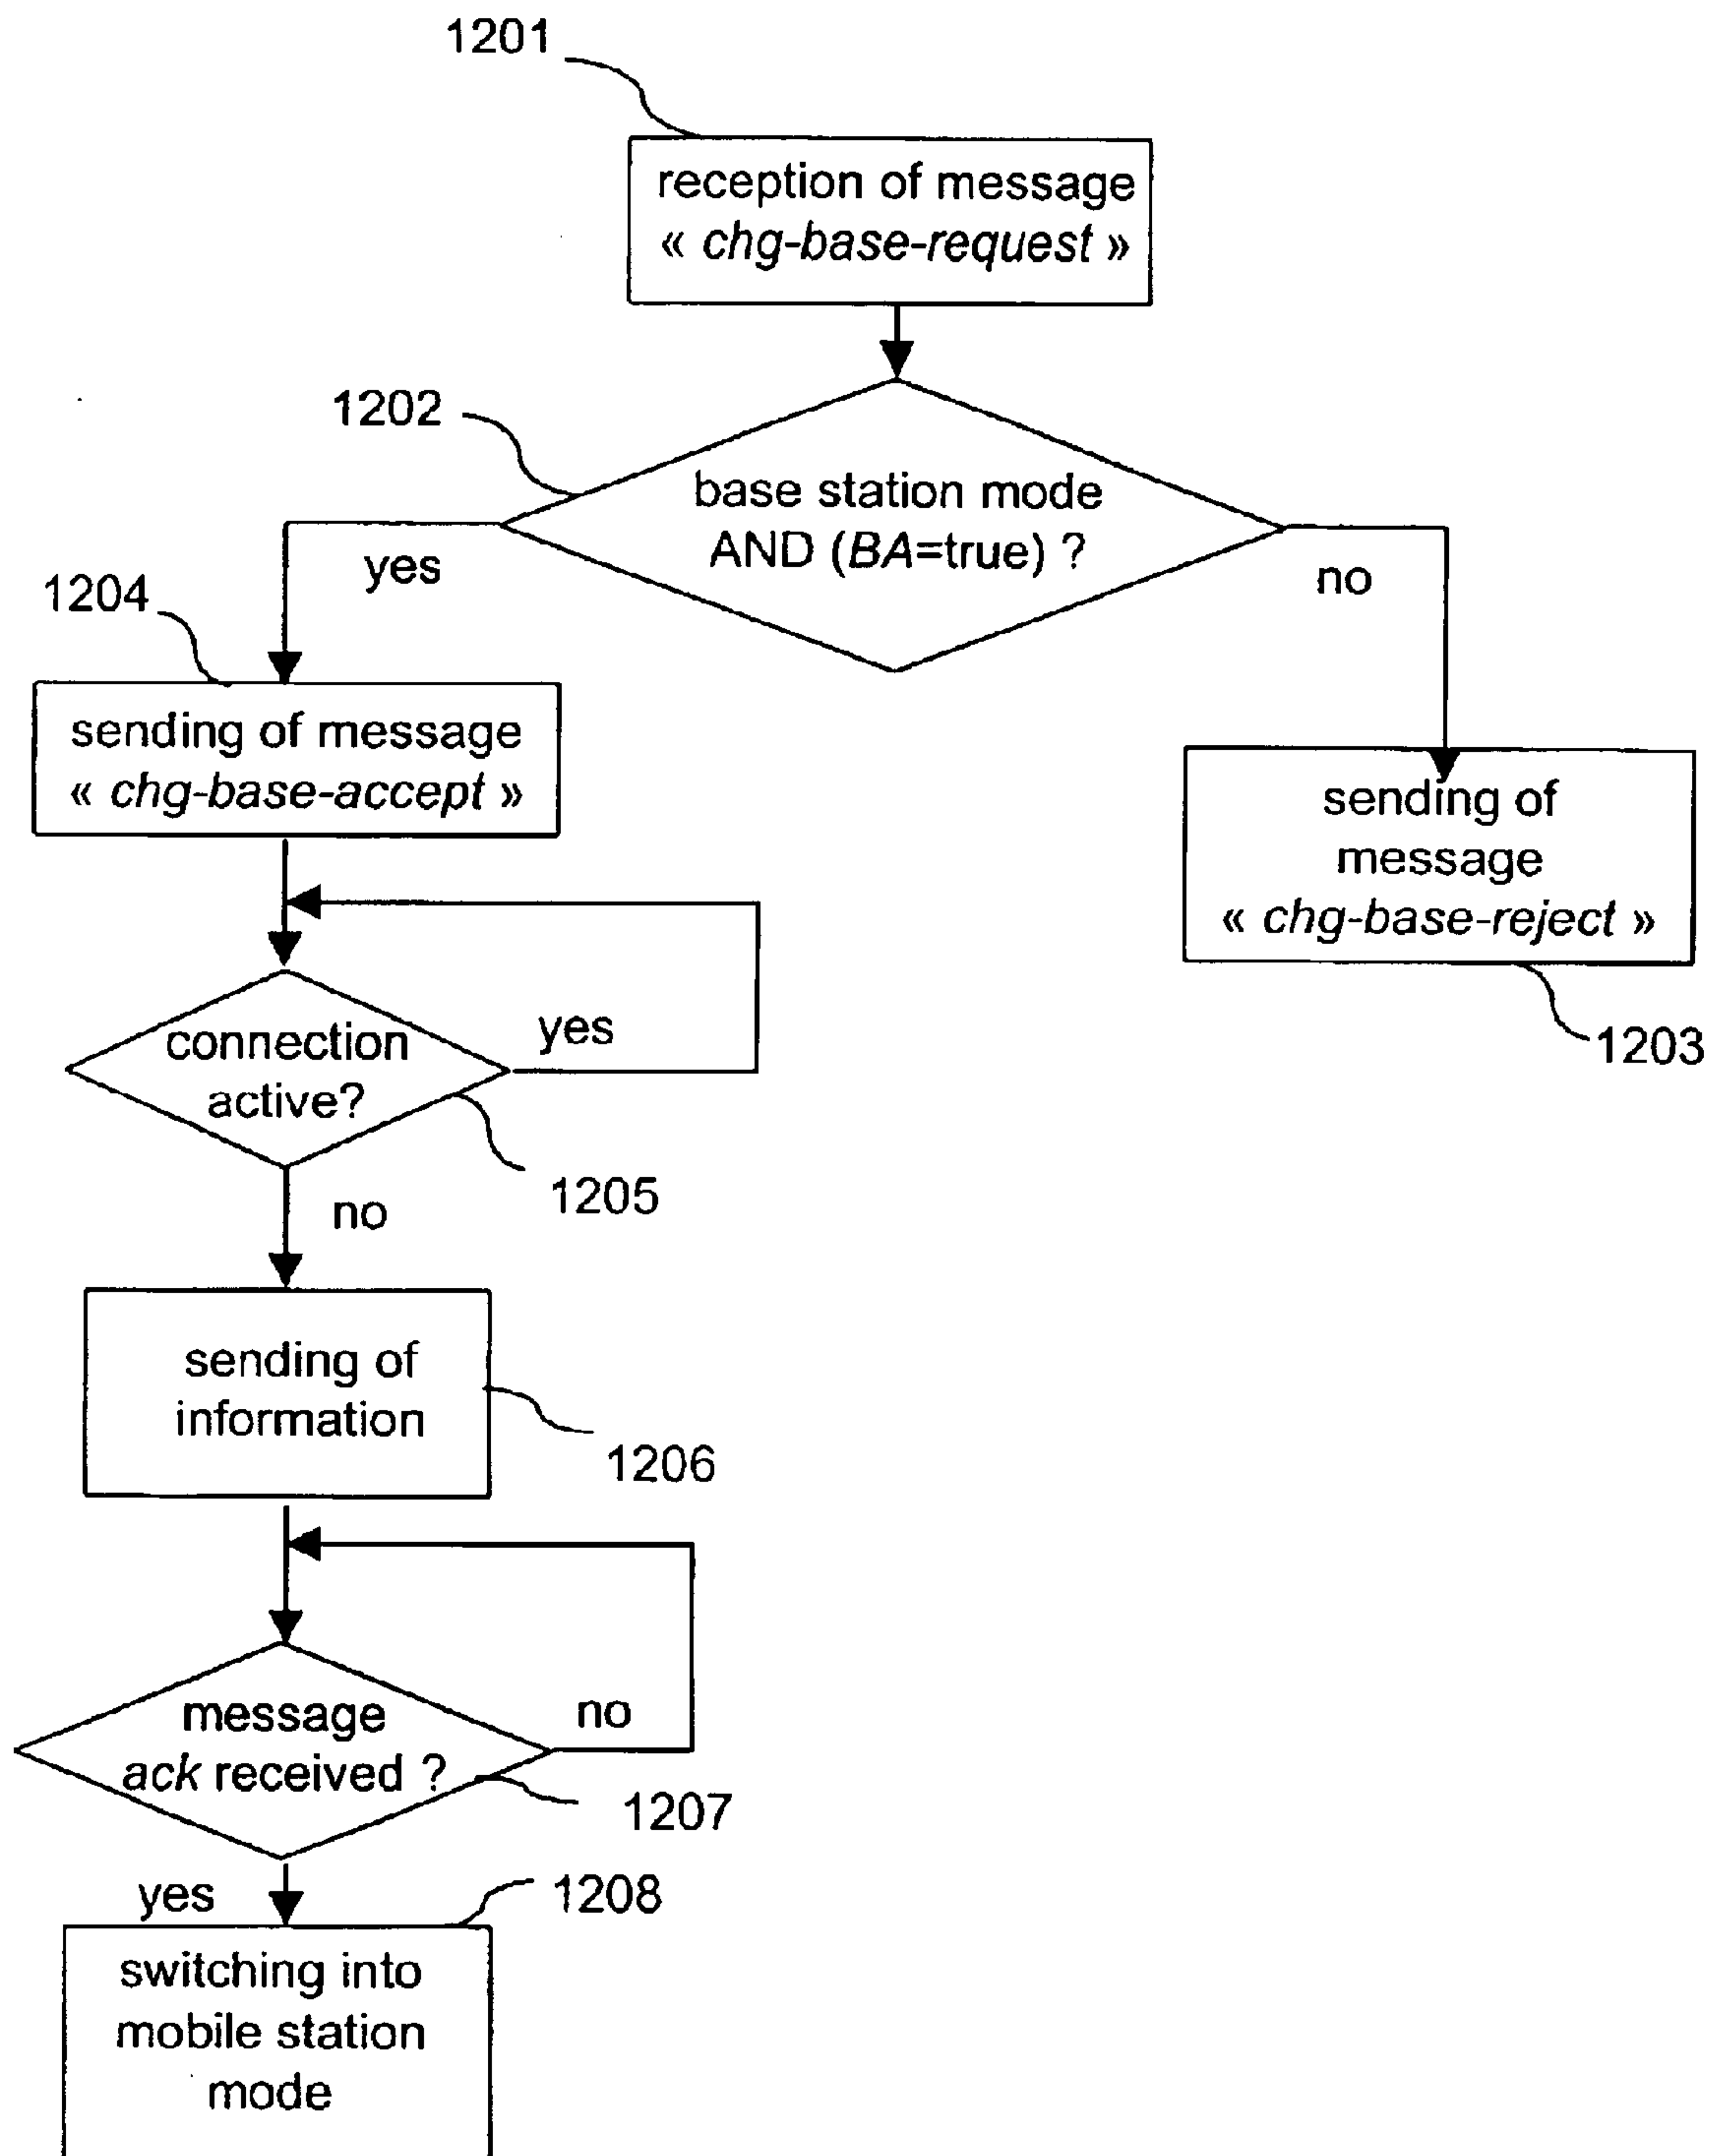 1201
reception of message
« chg-base-request »
1202
base station mode
AND (BA=true) ?
yes
no
1204
sending of message
« chg-base-accept »
sending of
message
« chg-base-reject »
1203
connection
active?
yes
1205
no
sending of
information
1206
message
ack received ?
no
1207
yes
1208
switching into
mobile station
mode